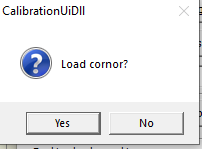 CalibrationUiDll
Load cornor?
Yes
No